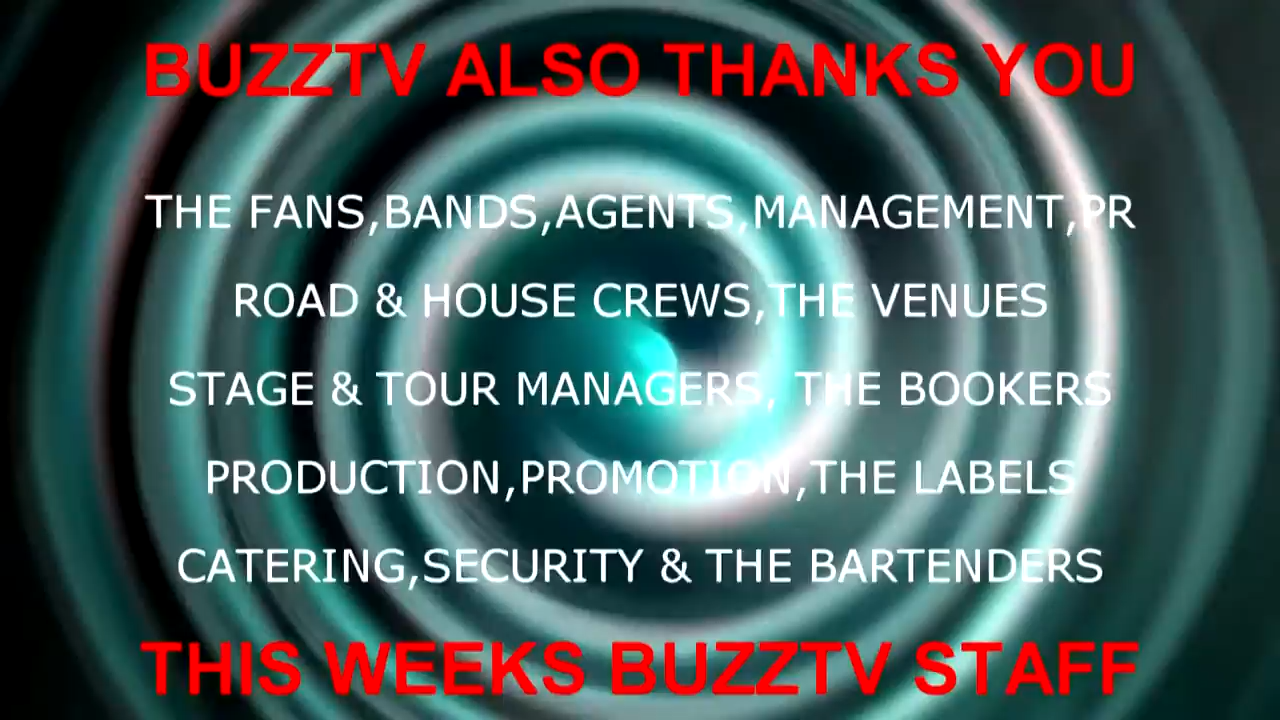 BUZZTV ALSO THANKS YOU
THE FANS,BANDS,AGENTS,MANAGEMENT,PR
ROAD & HOUSE CREWS,THE VENUES
STAGE & TOUR MANAGERS, THE BOOKERS
PRODUCTION,PROMOTION,THE LABELS
CATERING,SECURITY & THE BARTENDERS
THIS WEEKS BUZZTV STAFF